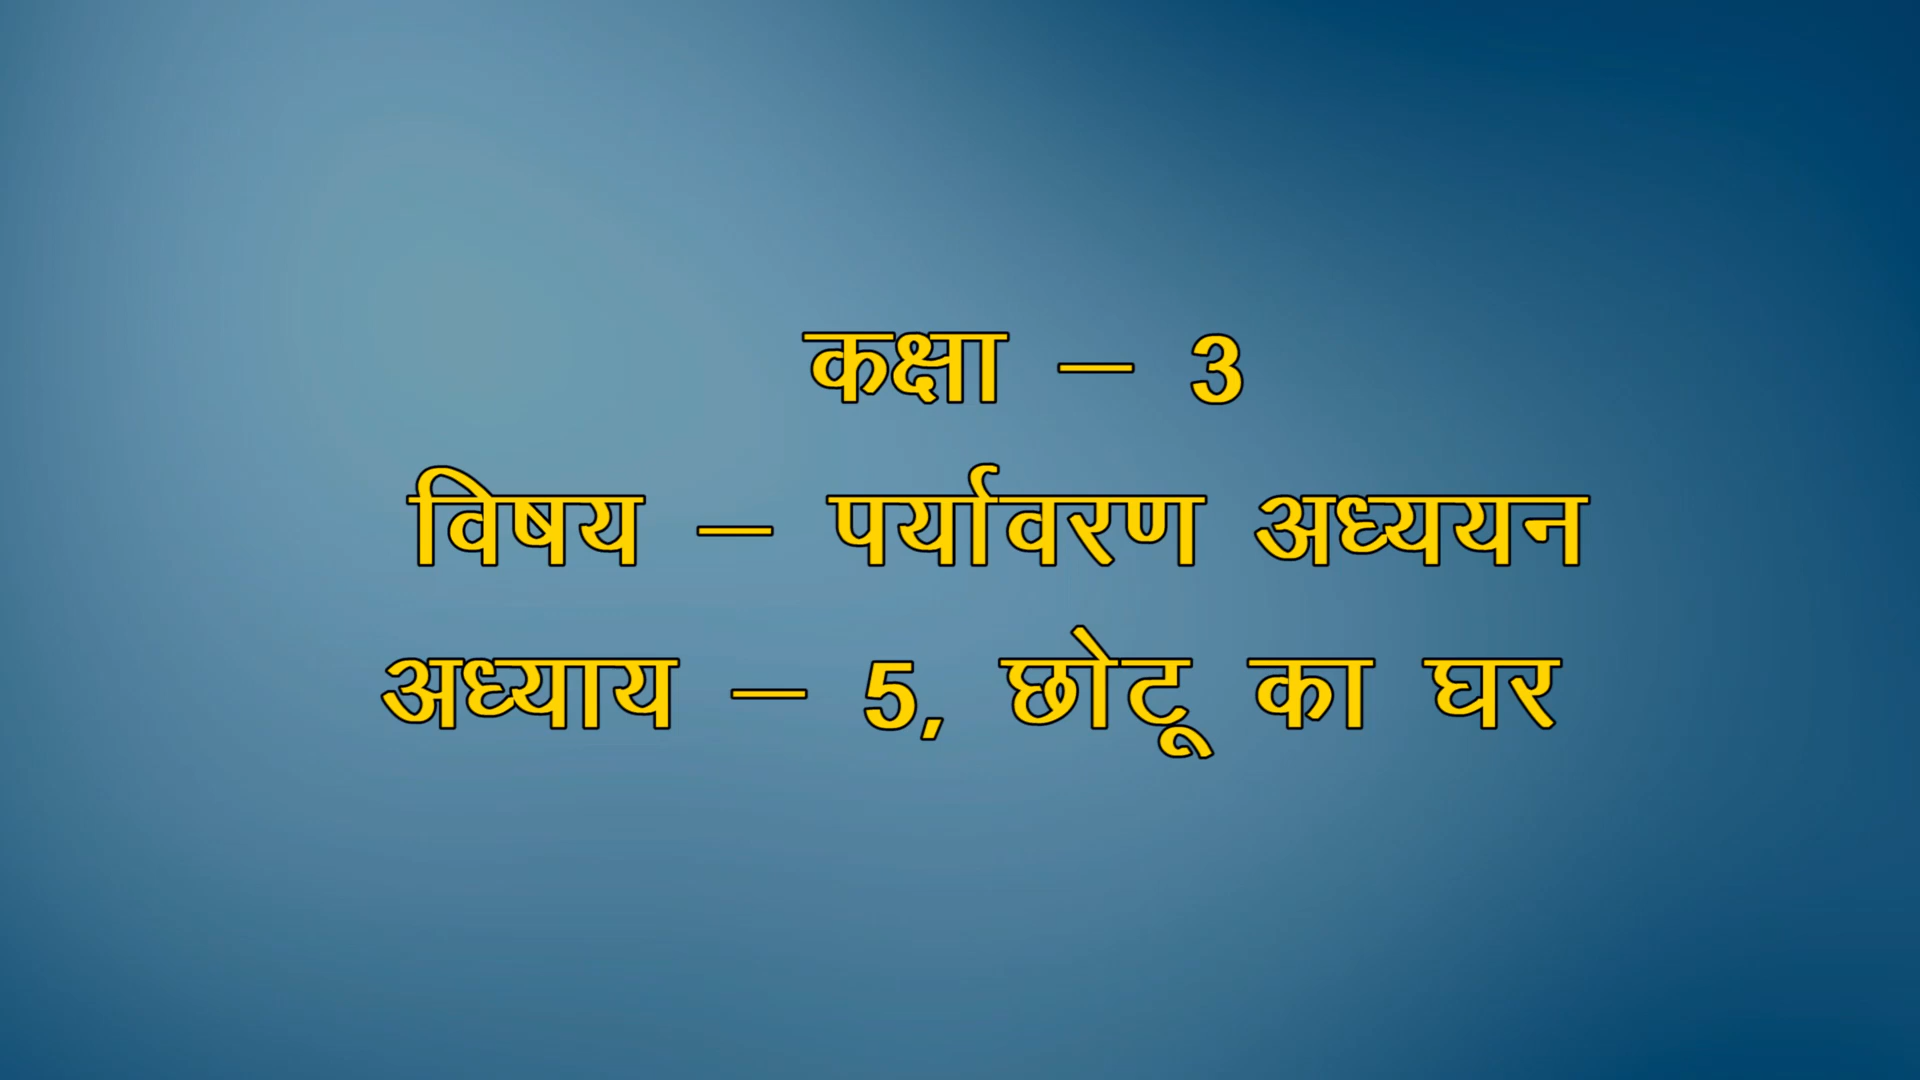 कक्षा – 3
विषय – पर्यावरण अध्ययन
अध्याय – 5, छोटू का घर